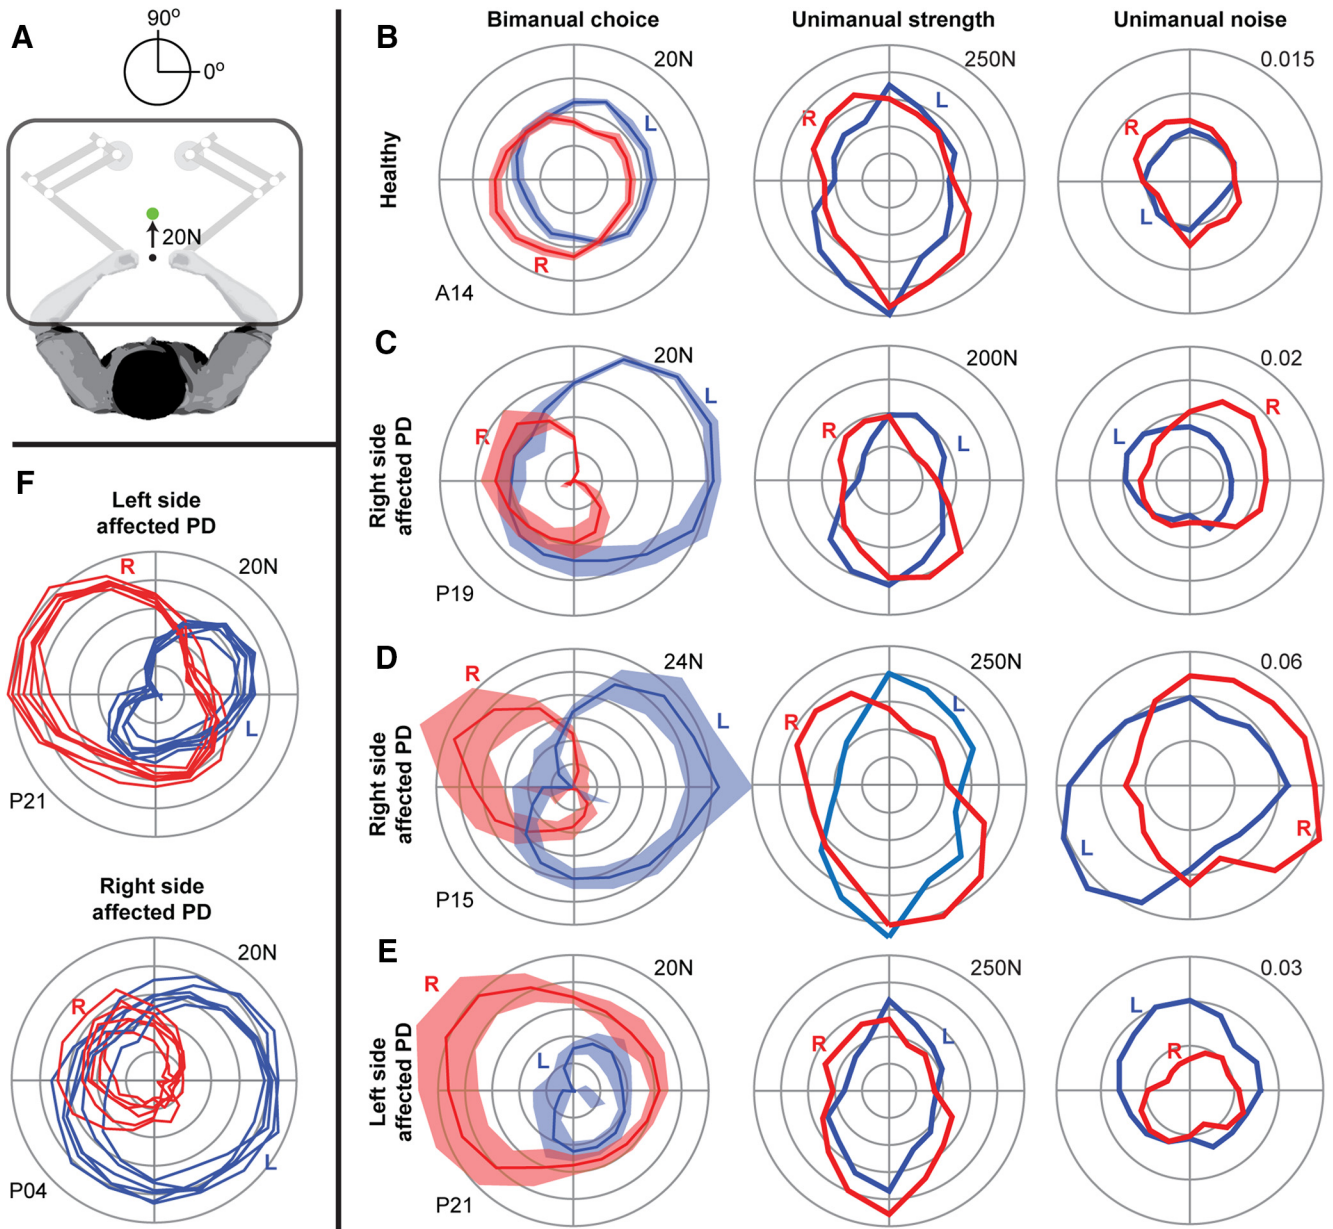 A
90o
0o
20N
B
Bimanual choice
Unimanual strength
Unimanual noise
Healthy
20N
L
R
A14
250N
R
L
0.015
R
L
C
Right side
affected PD
20N
L
R
P19
200N
R
L
0.02
L
R
D
Right side
affected PD
24N
R
L
P15
250N
R
L
0.06
L
R
E
Left side
affected PD
20N
R
L
P21
250N
R
L
0.03
L
R
F
Left side
affected PD
R
20N
L
P21
Right side
affected PD
20N
R
L
P04